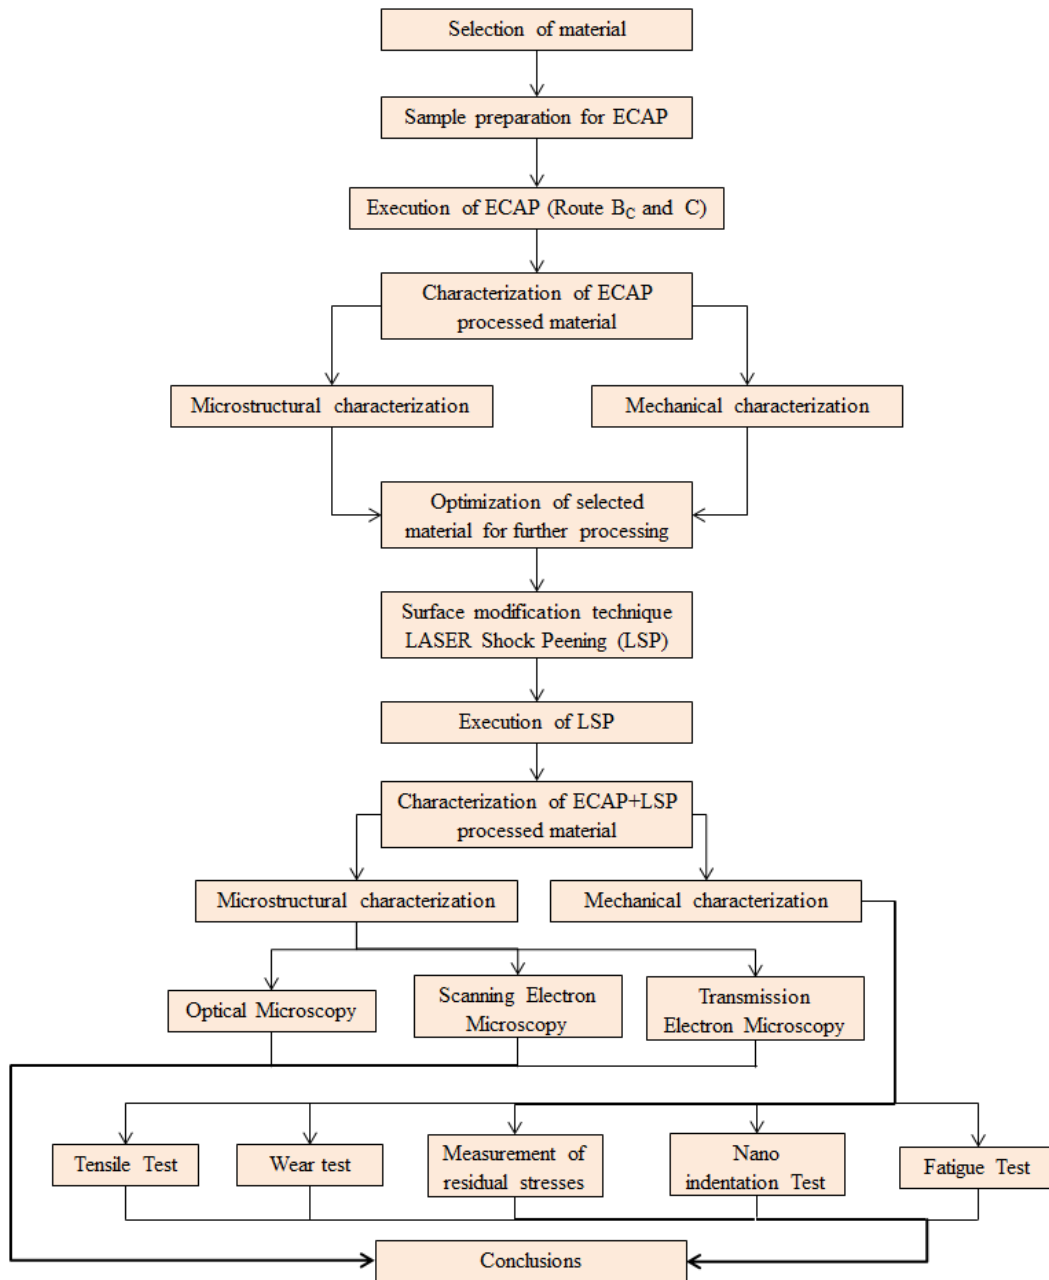 Selection of material
Sample preparation for ECAP
Execution of ECAP (Route B_C and C)
Characterization of ECAP
processed material
Microstructural characterization
Mechanical characterization
Optimization of selected
material for further processing
Surface modification technique
LASER Shock Peening (LSP)
Execution of LSP
Characterization of ECAP+LSP
processed material
Microstructural characterization
Mechanical characterization
Optical Microscopy
Scanning Electron
Microscopy
Transmission
Electron Microscopy
Tensile Test
Wear test
Measurement of
residual stresses
Nano
indentation Test
Fatigue Test
Conclusions